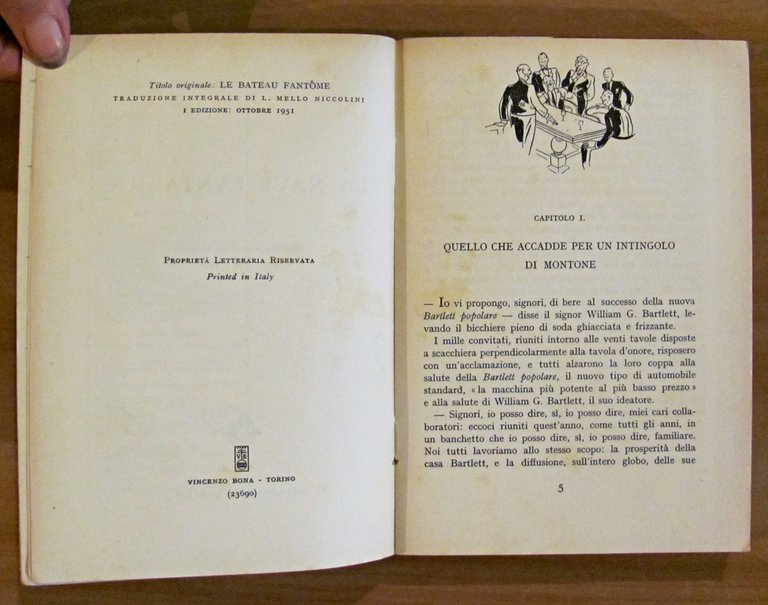 Titolo originale: LE BATEAU FANTÔME
TRADUZIONE INTEGRALE DI L. MELLO NICCOLINI
I EDIZIONE: OTTOBRE 1951
PROPRIETÀ LETTERARIA RISERVATA
Printed in Italy
VINCENZO BONA - TORINO
(23690)
CAPITOLO I.
QUELLO CHE ACCADDE PER UN INTINGOLO
DI MONTONE
— Io vi propongo, signori, di bere al successo della nuova
Bartlett popolare — disse il signor William G. Bartlett, le-
vando il bicchiere pieno di soda ghiacciata e frizzante.
I mille convitati, riuniti intorno alle venti tavole disposte
a scacchiera perpendicolarmente alla tavola d'onore, risposero
con un'acclamazione, e tutti alzarono la loro coppa alla
salute della Bartlett popolare, il nuovo tipo di automobile
standard, « la macchina più potente al più basso prezzo »
e alla salute di William G. Bartlett, il suo ideatore.
— Signori, io posso dire, sì, io posso dire, miei cari colla-
boratori: eccoci riuniti quest'anno, come tutti gli anni, in
un banchetto che io posso dire, sì, io posso dire, familiare.
Noi tutti lavoriamo allo stesso scopo: la prosperità della
casa Bartlett, e la diffusione, sull'intero globo, delle sue
5